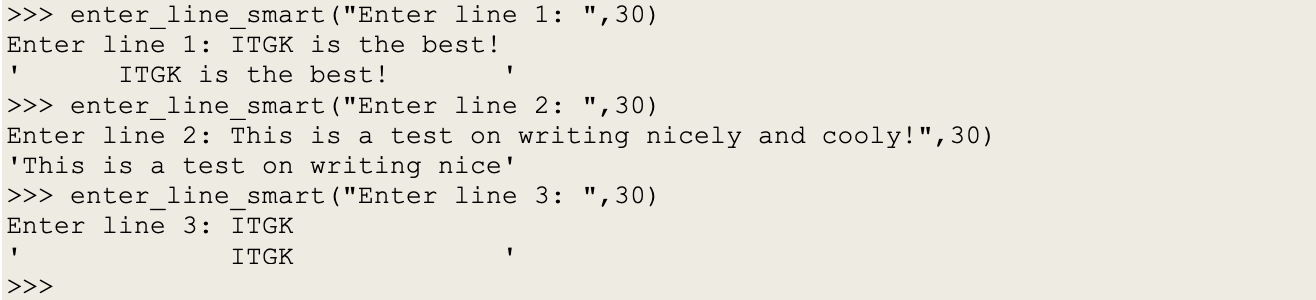 >>> enter_line_smart("Enter line 1: ",30)
Enter line 1: ITGK is the best!
'      ITGK is the best!       '
>>> enter_line_smart("Enter line 2: ",30)
Enter line 2: This is a test on writing nicely and cooly!",30)
'This is a test on writing nice'
>>> enter_line_smart("Enter line 3: ",30)
Enter line 3: ITGK
'             ITGK             '
>>>